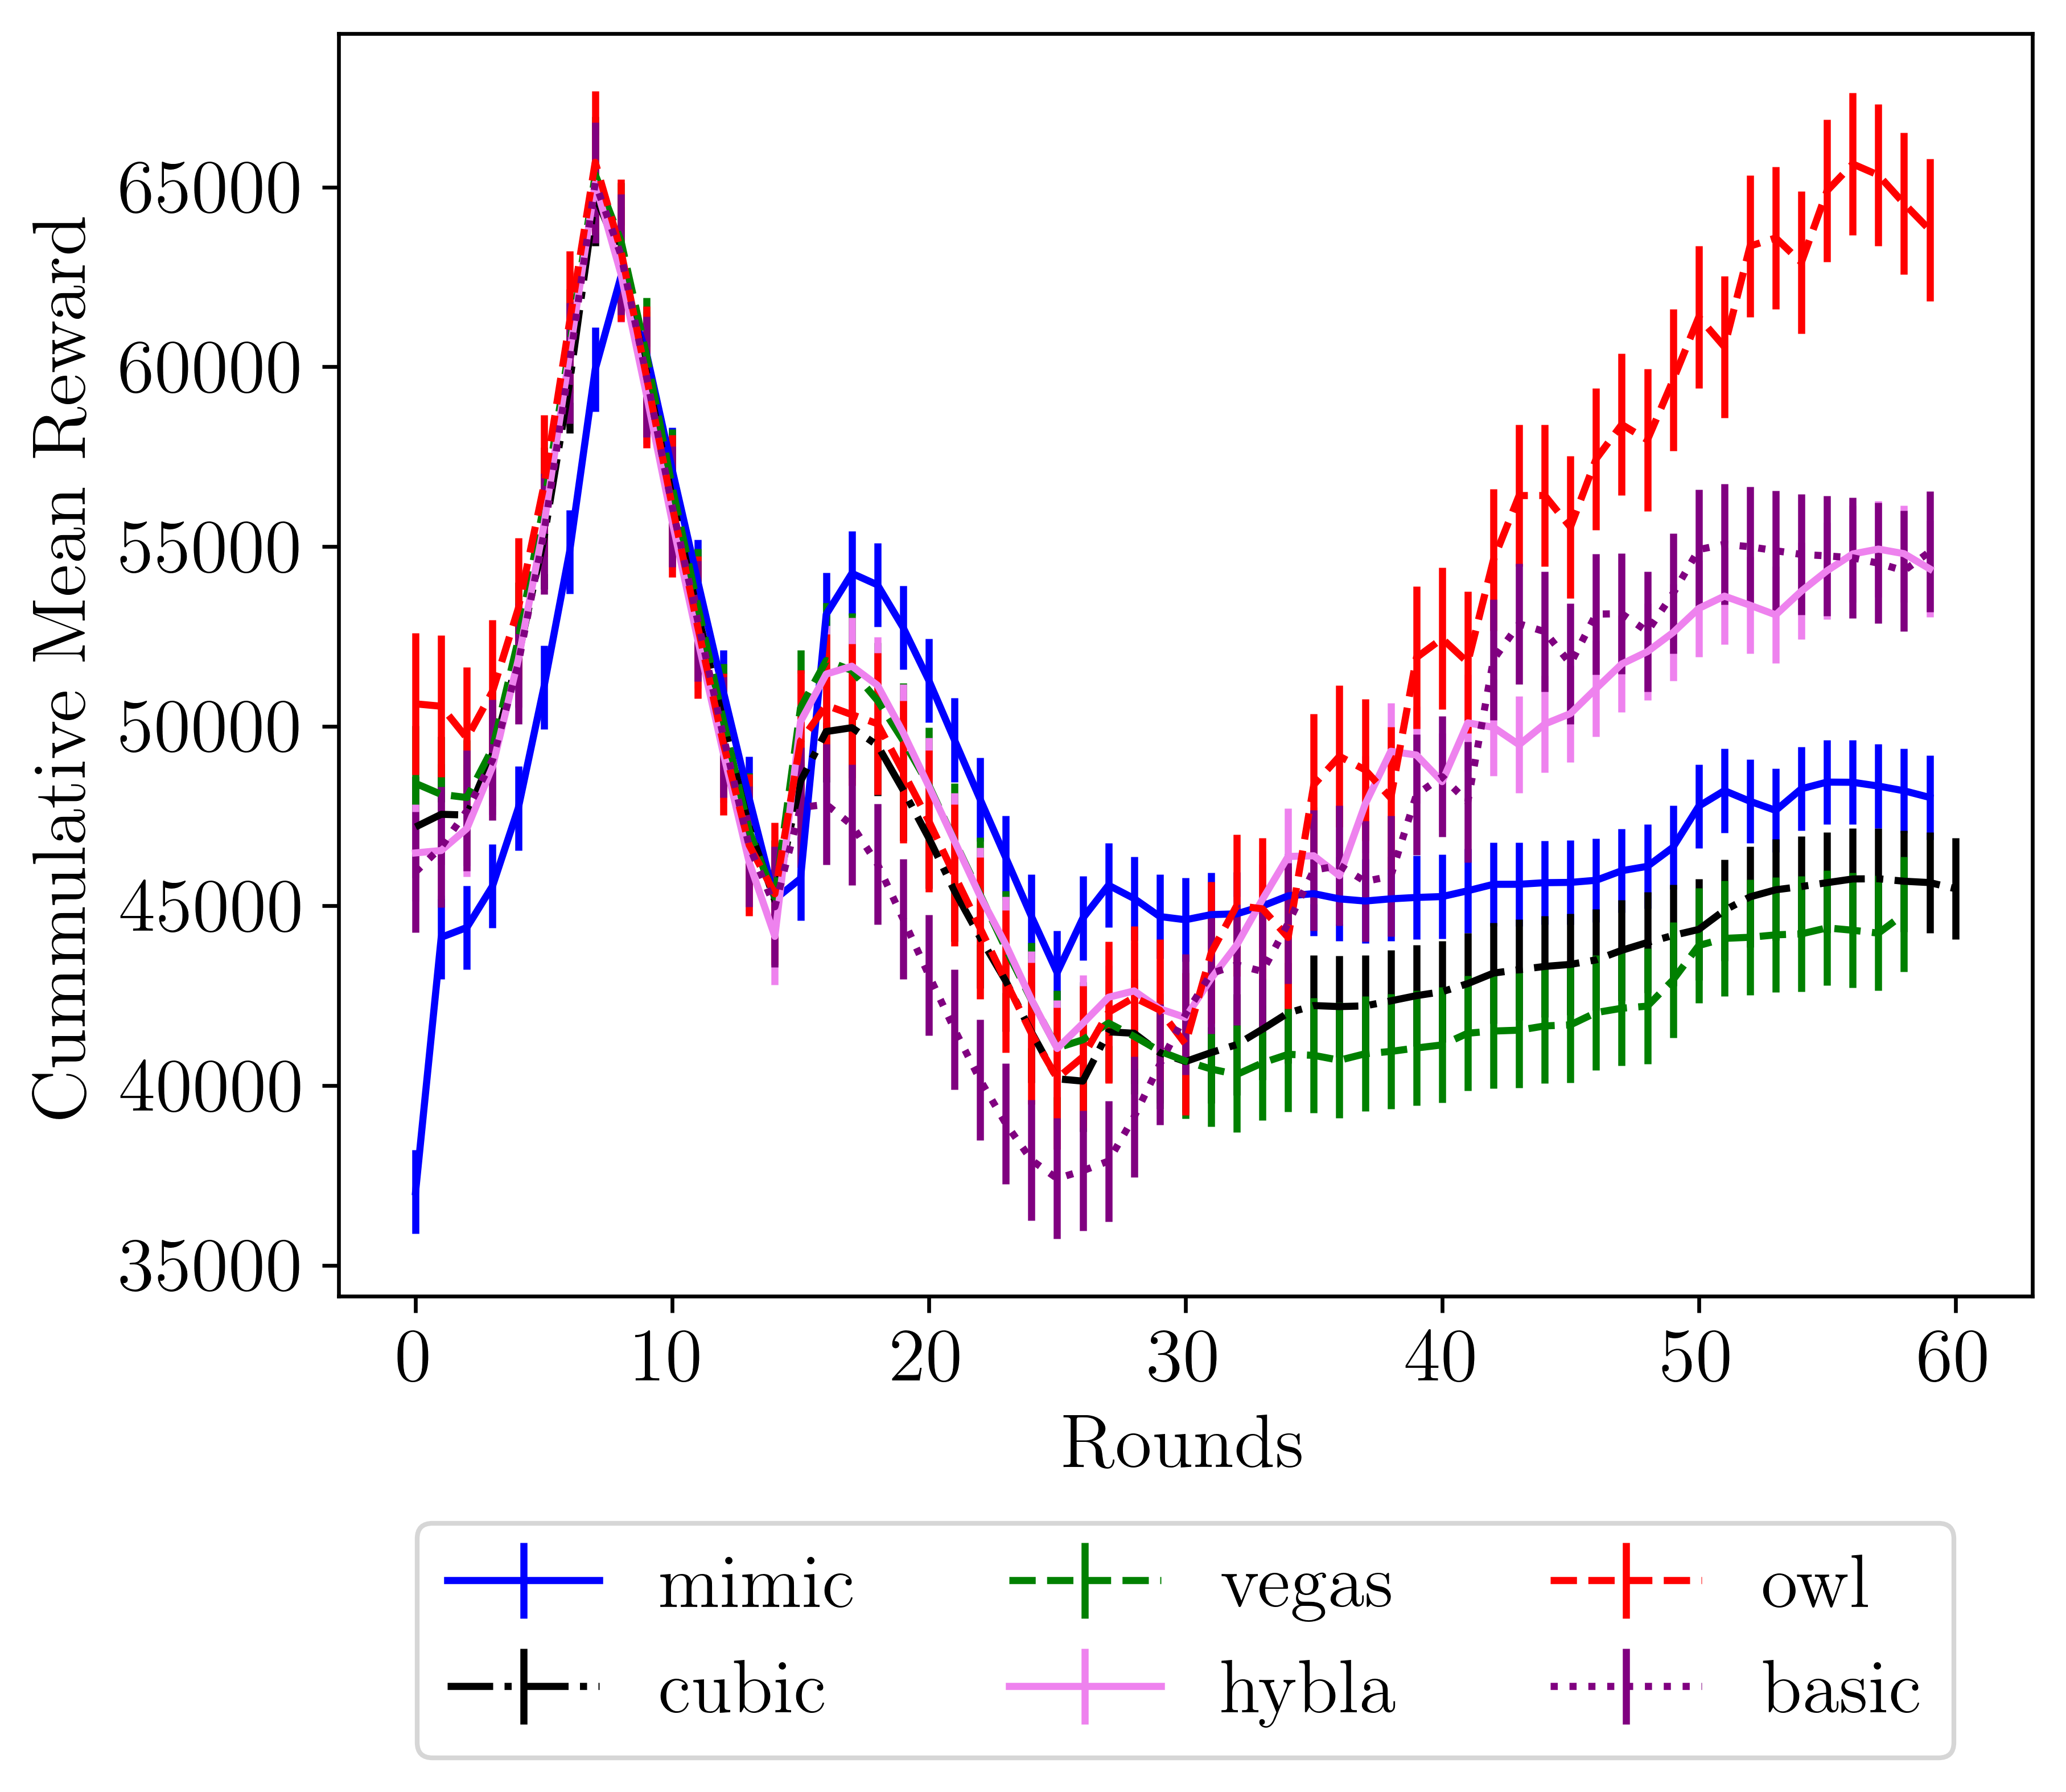 Cummulative Mean Reward
65000
60000
55000
50000
45000
40000
35000
0 10 20 30 40 50 60
Rounds
mimic vegas owl
cubic hybla basic